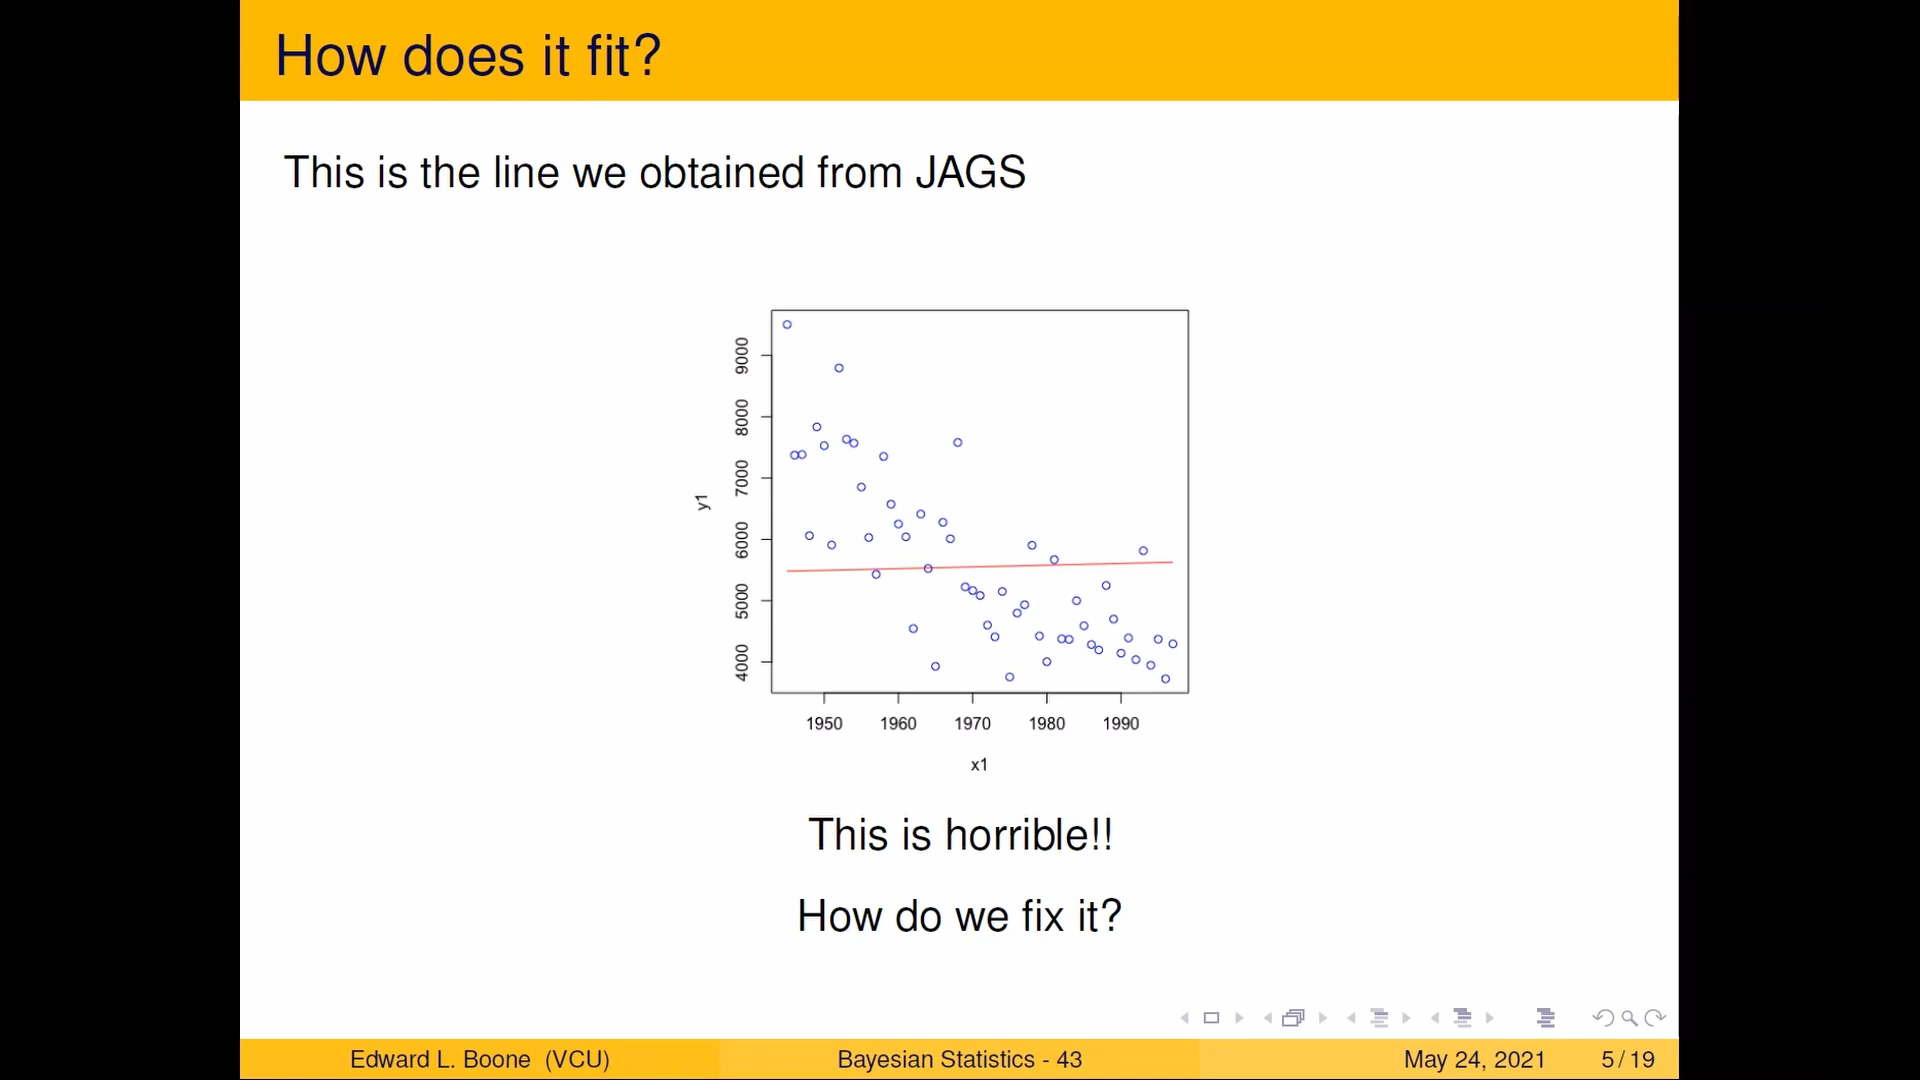 How does it fit?
This is the line we obtained from JAGS
9000
8000
7000
6000
5000
4000
y1
1950 1960 1970 1980 1990
x1
This is horrible!!
How do we fix it?
Edward L. Boone (VCU) Bayesian Statistics - 43 May 24, 2021 5 / 19